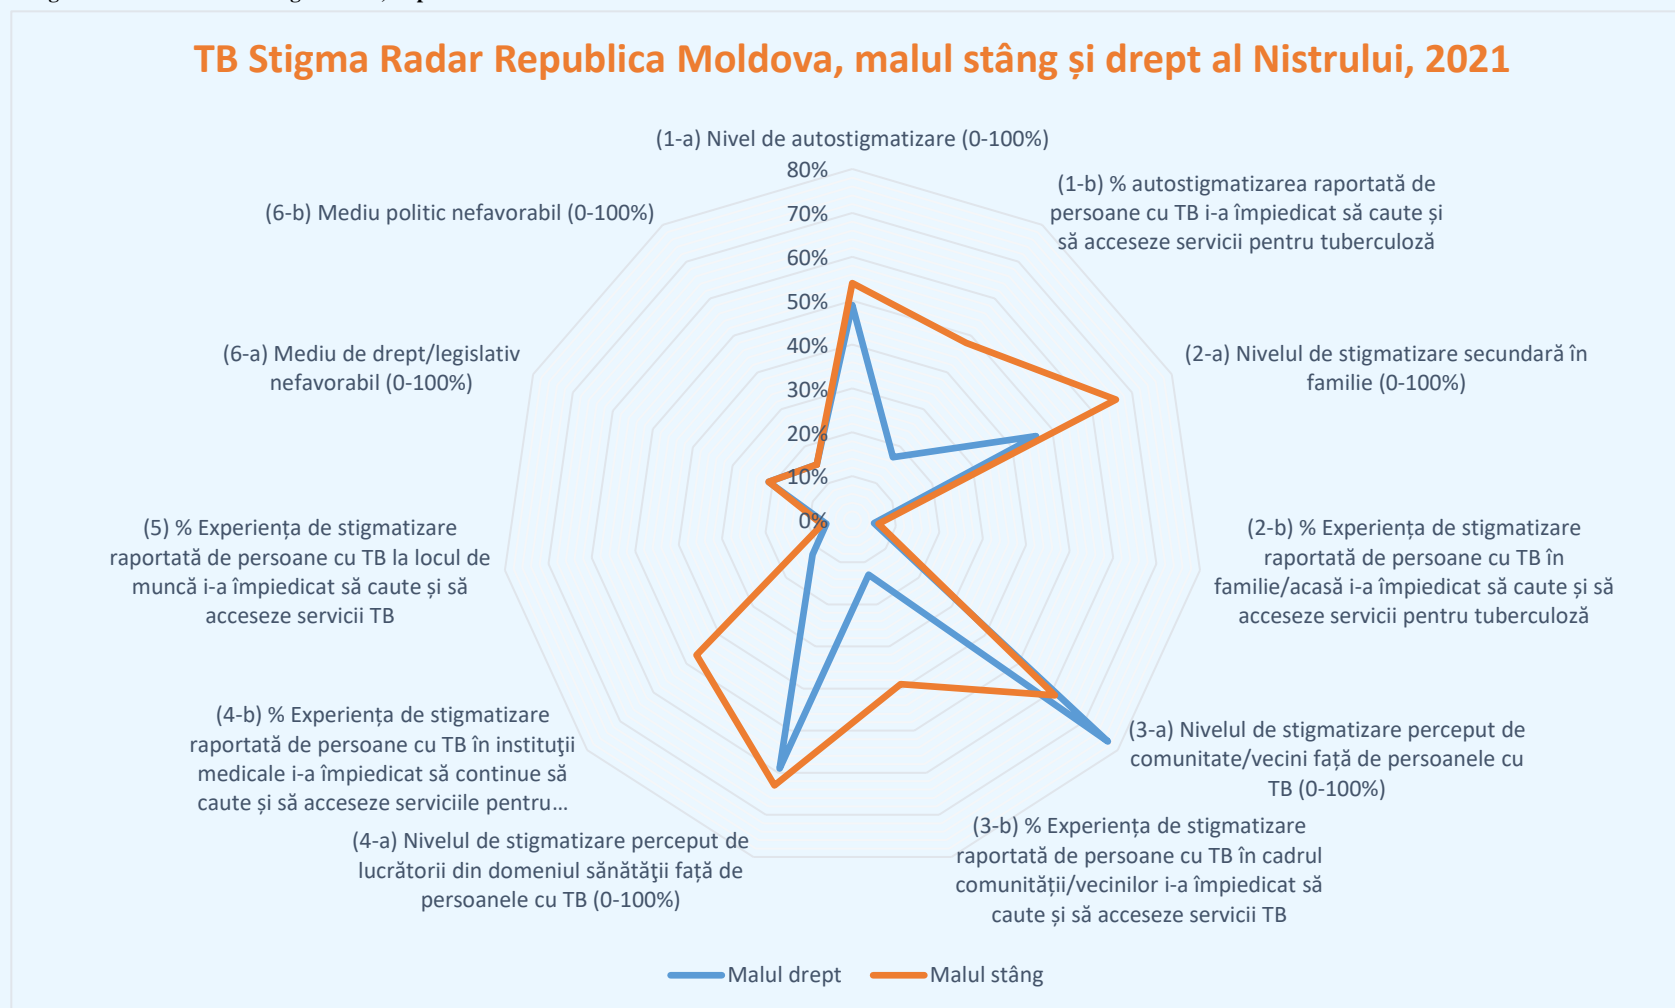 TB Stigma Radar Republica Moldova, malul stâng și drept al Nistrului, 2021
(1-a) Nivel de autostigmatizare (0-100%)
80%
70%
60%
50%
40%
30%
20%
10%
0%
(1-b) % autostigmatizarea raportată de
persoane cu TB i-a împiedicat să caute și
să acceseze servicii pentru tuberculoză
(2-a) Nivelul de stigmatizare secundară în
familie (0-100%)
(2-b) % Experiența de stigmatizare
raportată de persoane cu TB în
familie/acasă i-a împiedicat să caute și să
acceseze servicii pentru tuberculoză
(3-a) Nivelul de stigmatizare perceput de
comunitate/vecini față de persoanele cu
TB (0-100%)
(3-b) % Experiența de stigmatizare
raportată de persoane cu TB în cadrul
comunității/vecinilor i-a împiedicat să
caute și să acceseze servicii TB
(4-a) Nivelul de stigmatizare perceput de
lucrătorii din domeniul sănătăţii față de
persoanele cu TB (0-100%)
(4-b) % Experiența de stigmatizare
raportată de persoane cu TB în instituţii
medicale i-a împiedicat să continue să
caute și să acceseze serviciile pentru…
(5) % Experiența de stigmatizare
raportată de persoane cu TB la locul de
muncă i-a împiedicat să caute și să
acceseze servicii TB
(6-a) Mediu de drept/legislativ
nefavorabil (0-100%)
(6-b) Mediu politic nefavorabil (0-100%)
Malul drept
Malul stâng